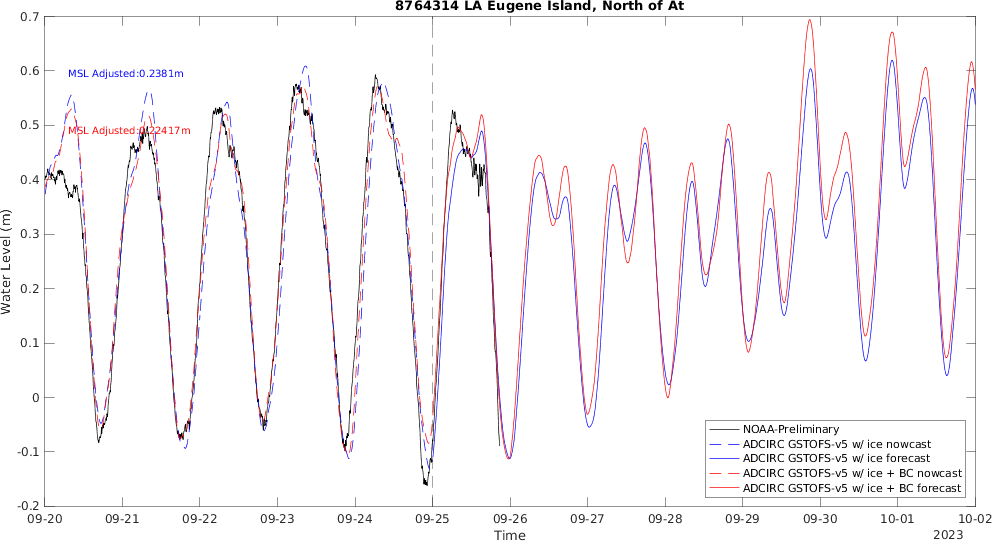 8764314 LA Eugene Island, North of At
0.7
0.6
0.5
0.4
0.3
0.2
0.1
0
-0.1
-0.2
Water Level (m)
MSL Adjusted:0.2381m
MSL Adjusted:0.22417m
NOAA-Preliminary
ADCIRC GSTOFS-v5 w/ ice nowcast
ADCIRC GSTOFS-v5 w/ ice forecast
ADCIRC GSTOFS-v5 w/ ice + BC nowcast
ADCIRC GSTOFS-v5 w/ ice + BC forecast
09-20 09-21 09-22 09-23 09-24 09-25 09-26 09-27 09-28 09-29 09-30 10-01 10-02
Time
2023